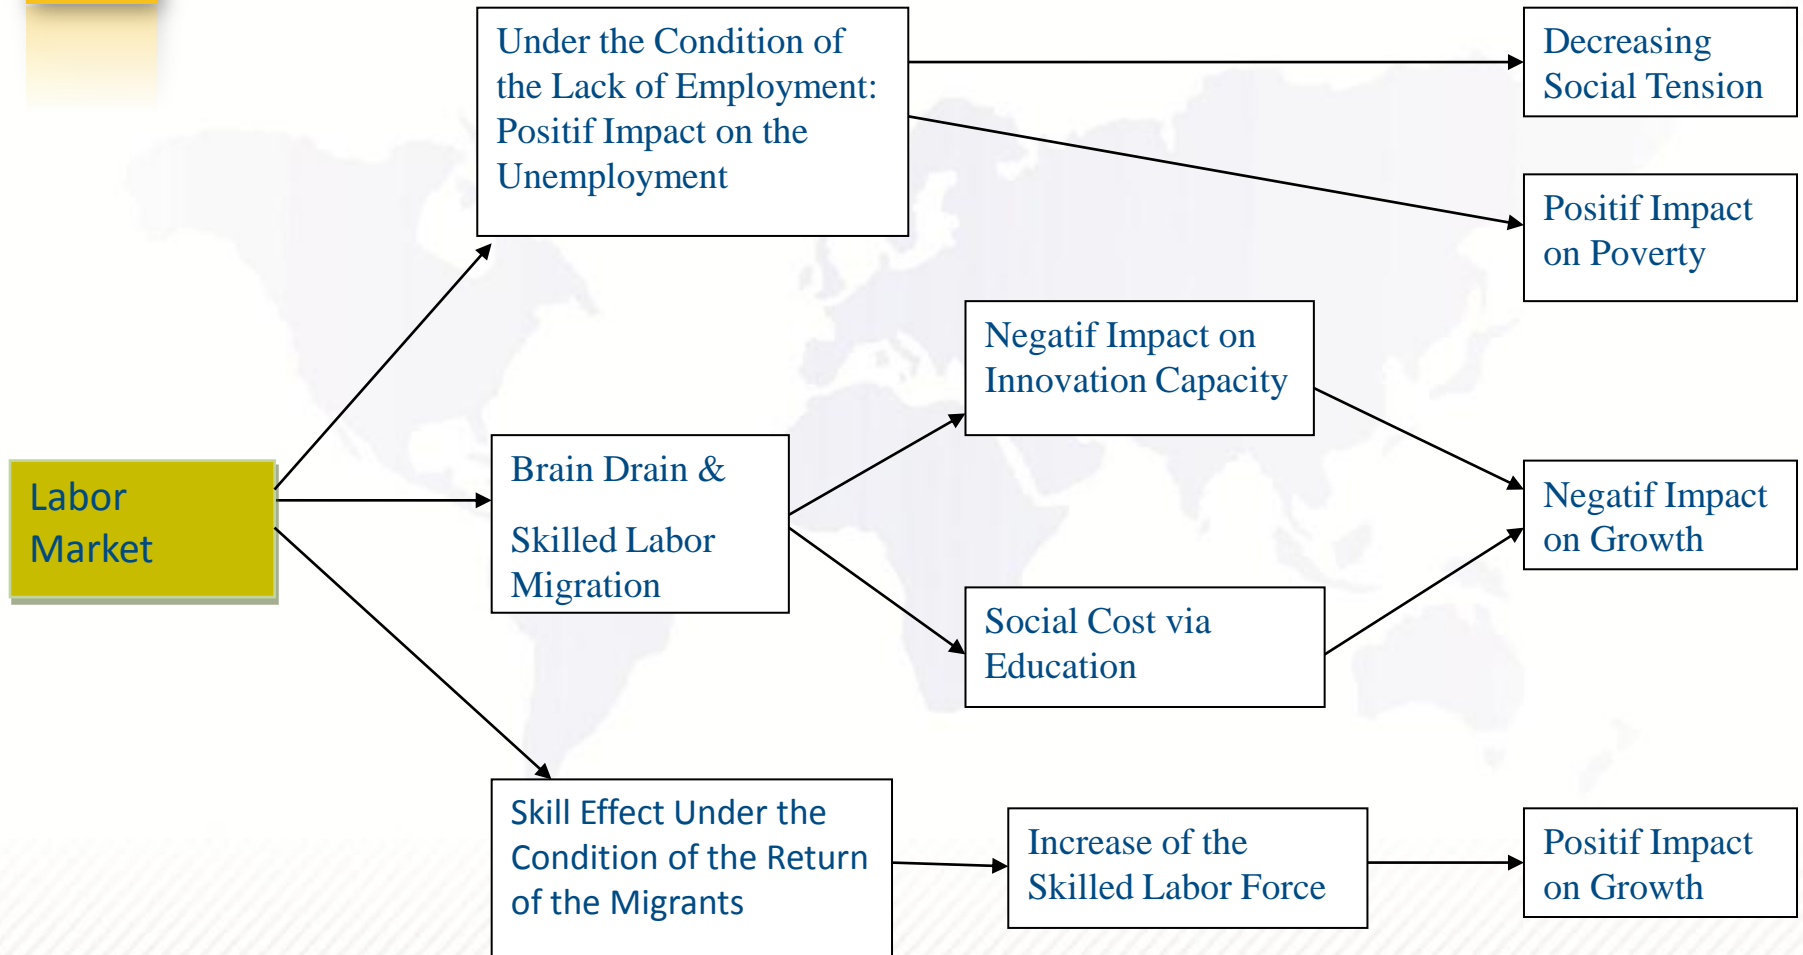 Under the Condition of
the Lack of Employment:
Positif Impact on the
Unemployment
Decreasing
Social Tension
Positif Impact
on Poverty
Negatif Impact on
Innovation Capacity
Labor
Market
Brain Drain &
Skilled Labor
Migration
Negatif Impact
on Growth
Social Cost via
Education
Skill Effect Under the
Condition of the Return
of the Migrants
Increase of the
Skilled Labor Force
Positif Impact
on Growth